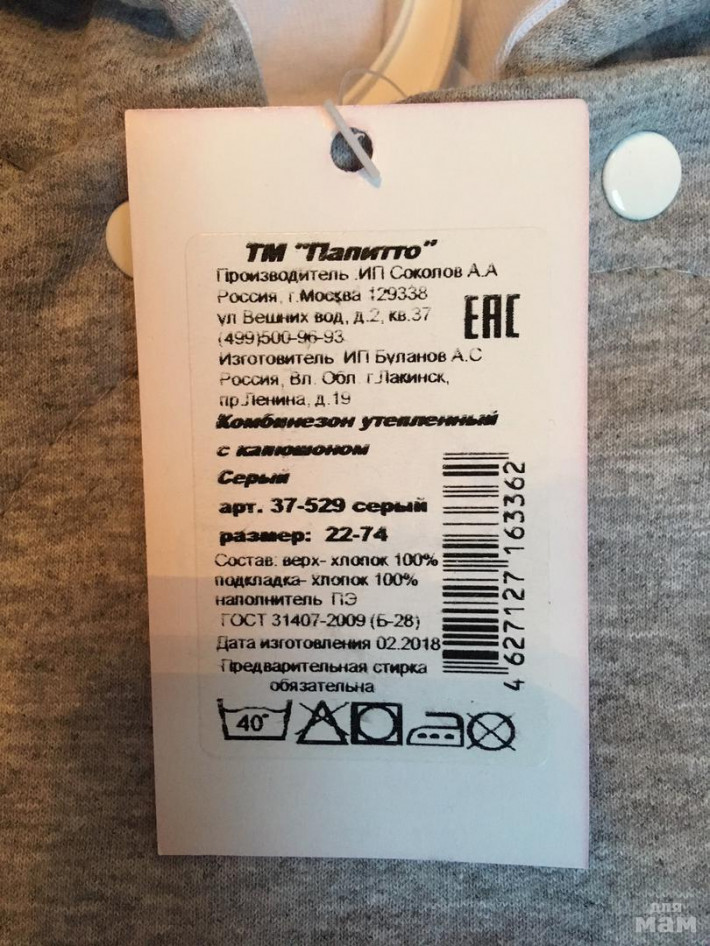 ТМ "Папитто"
Производитель .ИП Соколов А.А
Россия, г.Москва 129338
ул Вешних вод, д.2, кв.37
(499)500-96-93
ЕАС
Изготовитель ИП Буланов А.С
Россия, Вл. Обл. г.Лакинск,
пр.Ленина, д.19
Комбинезон утепленный
с капюшоном
Серый
арт. 37-529 серый
размер: 22-74
Состав: верх- хлопок 100%
подкладка- хлопок 100%
наполнитель ПЭ
ГОСТ 31407-2009 (Б-28)
Дата изготовления 02.2018
Предварительная стирка
обязательна
4 627127 163362
40°
для
мам